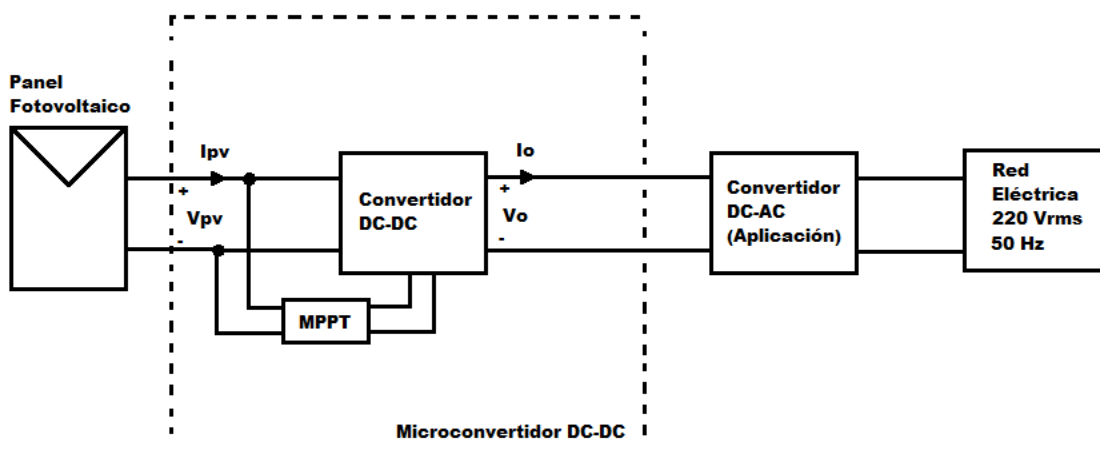 Panel
Fotovoltaico
Ipv
+
Vpv
-
Convertidor
DC-DC
MPPT
Io
+
Vo
-
Convertidor
DC-AC
(Aplicación)
Red
Eléctrica
220 Vrms
50 Hz
Microconvertidor DC-DC